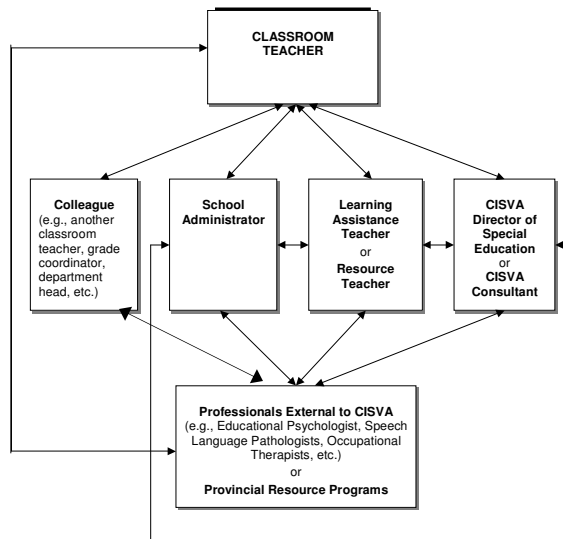 CLASSROOM
TEACHER
Colleague
(e.g., another
classroom
teacher, grade
coordinator,
department
head, etc.)
School
Administrator
Learning
Assistance
Teacher
or
Resource
Teacher
CISVA
Director of
Special
Education
or
CISVA
Consultant
Professionals External to CISVA
(e.g., Educational Psychologist, Speech
Language Pathologists, Occupational
Therapists, etc.)
or
Provincial Resource Programs